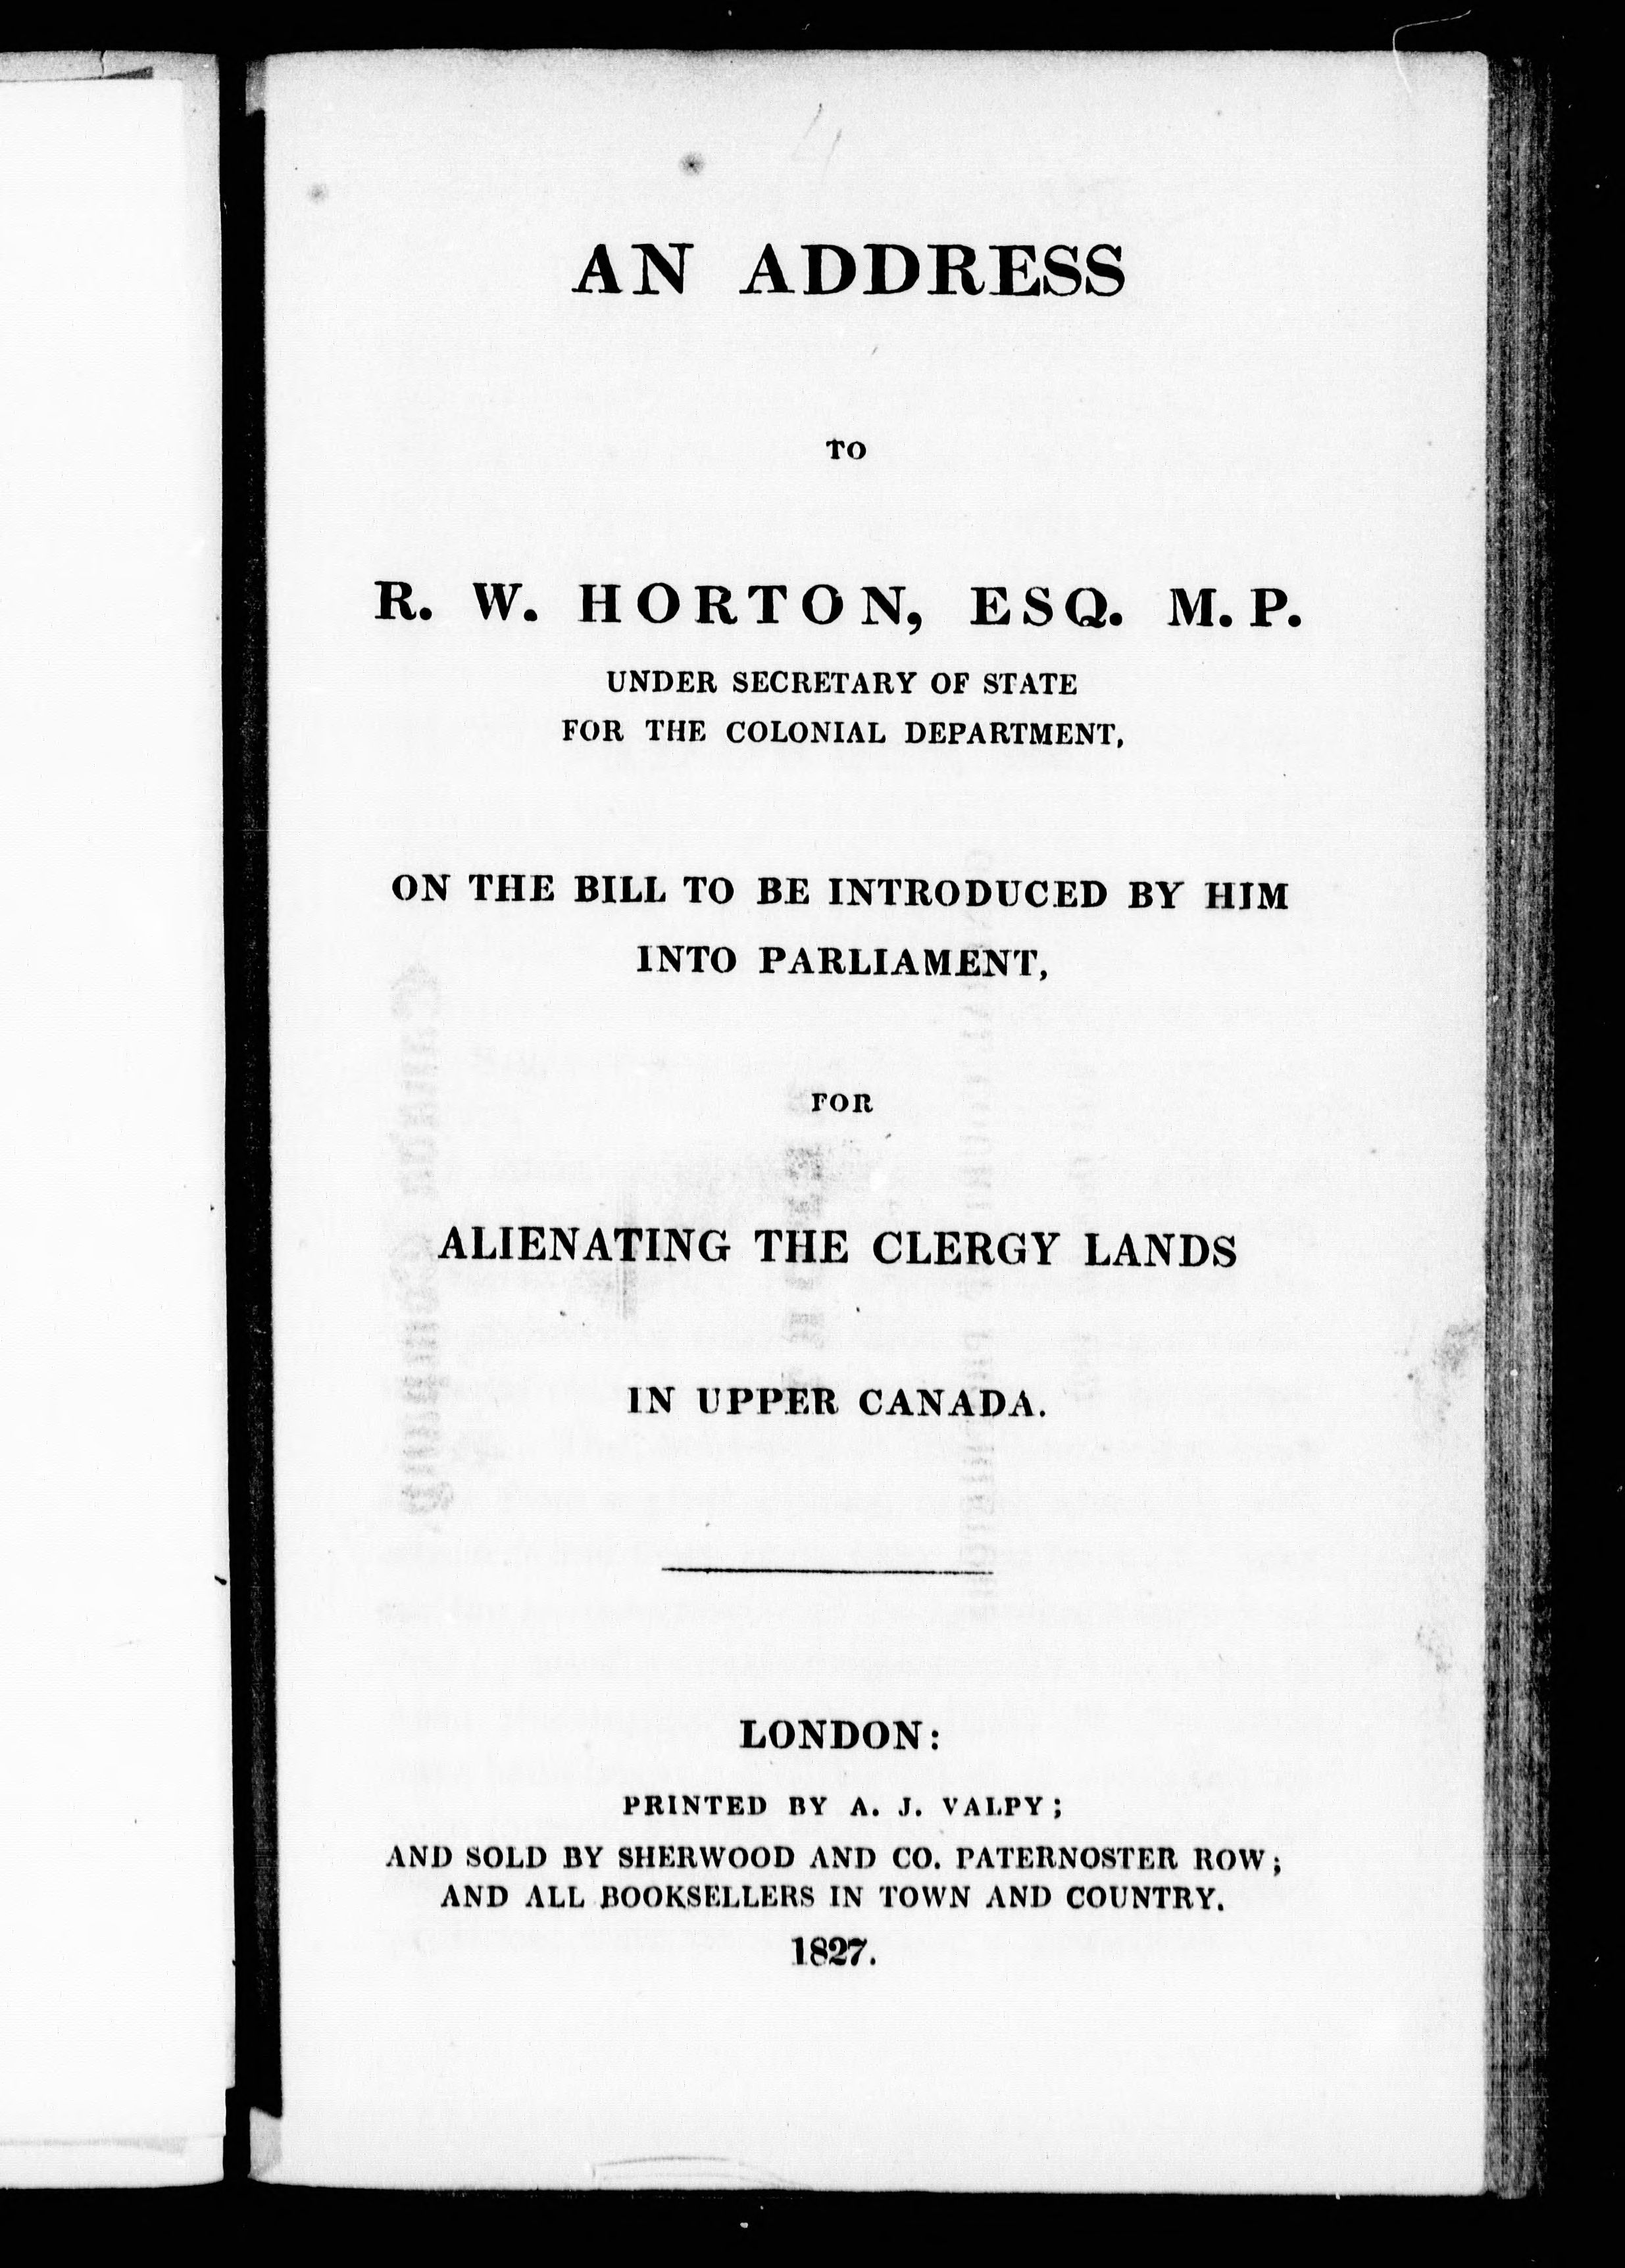 AN ADDRESS
TO
R. W. HORTON, ESQ. M. P.
UNDER SECRETARY OF STATE
FOR THE COLONIAL DEPARTMENT,
ON THE BILL TO BE INTRODUCED BY HIM
INTO PARLIAMENT,
FOR
ALIENATING THE CLERGY LANDS
IN UPPER CANADA.
LONDON:
PRINTED BY A. J. VALPY;
AND SOLD BY SHERWOOD AND CO. PATERNOSTER ROW;
AND ALL BOOKSELLERS IN TOWN AND COUNTRY.
1827.